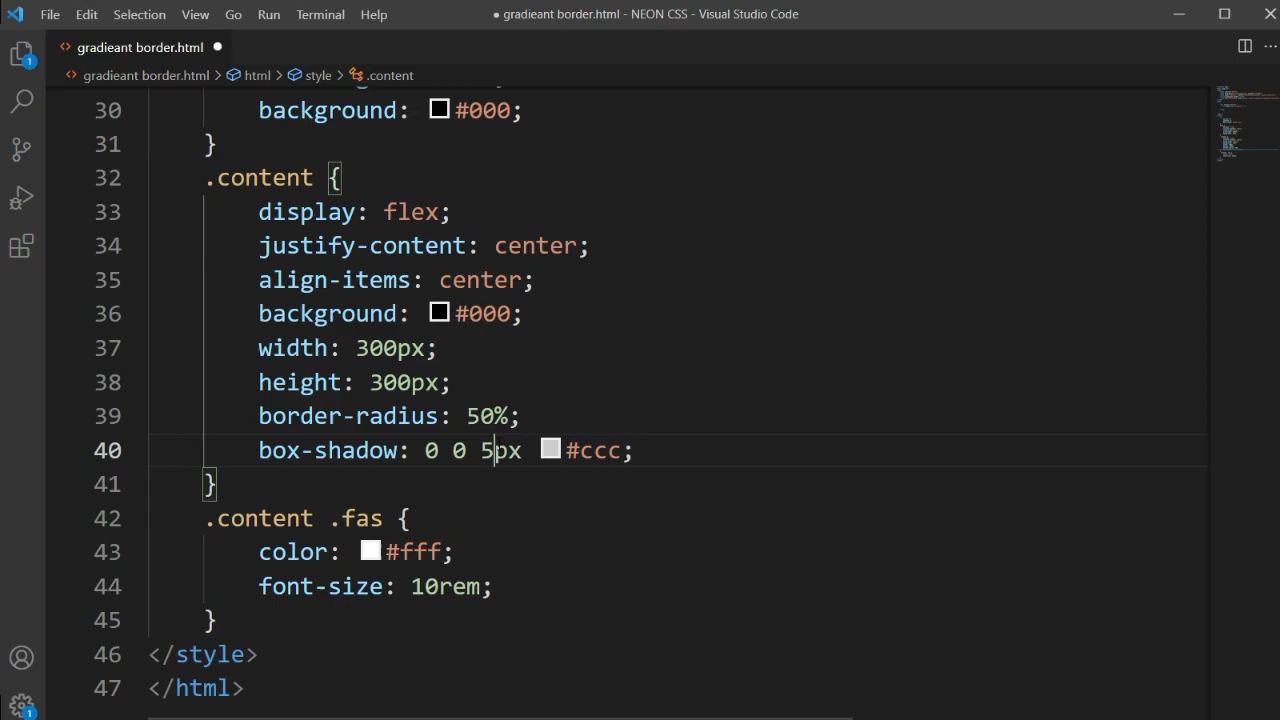 File Edit Selection View Go Run Terminal Help ● gradieant border.html - NEON CSS - Visual Studio Code
gradieant border.html
gradieant border.html > html > style > .content
30 background: #000;
31 }
32 .content {
33 display: flex;
34 justify-content: center;
35 align-items: center;
36 background: #000;
37 width: 300px;
38 height: 300px;
39 border-radius: 50%;
40 box-shadow: 0 0 5px #ccc;
41 }
42 .content .fas {
43 color: #fff;
44 font-size: 10rem;
45 }
46 </style>
47 </html>
1
1